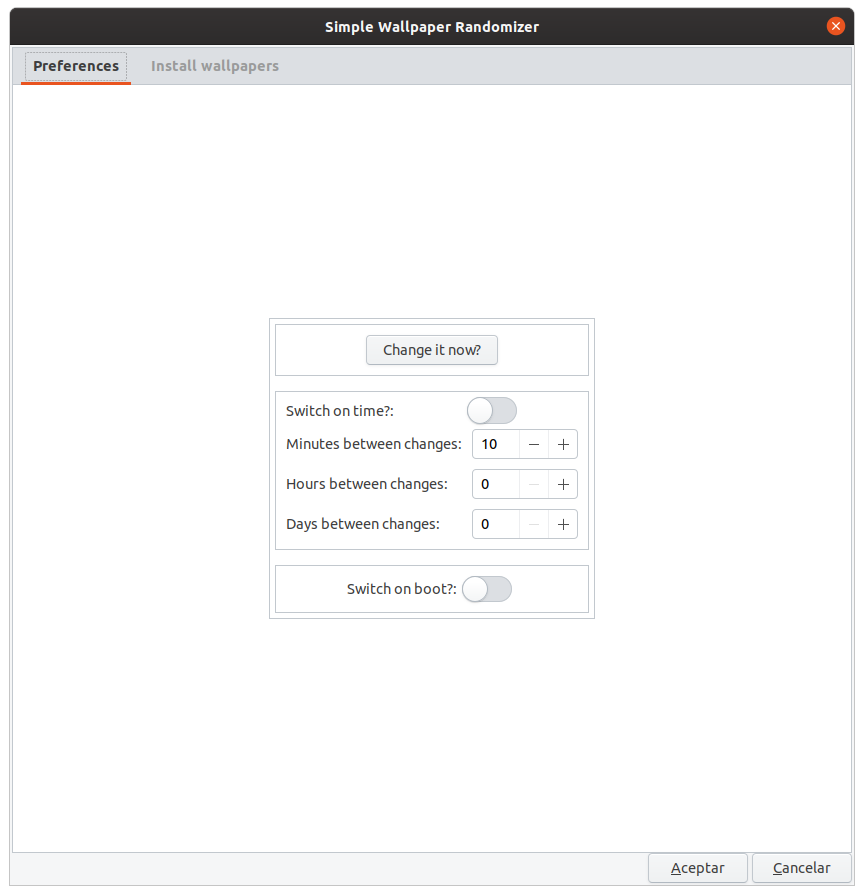 Simple Wallpaper Randomizer
Preferences Install wallpapers
Change it now?
Switch on time?:
Minutes between changes: 10
Hours between changes: 0
Days between changes: 0
Switch on boot?:
Aceptar Cancelar